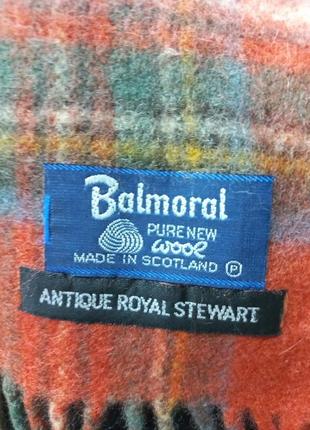 Balmoral
PURE NEW
wool
MADE IN SCOTLAND Ⓟ
ANTIQUE ROYAL STEWART